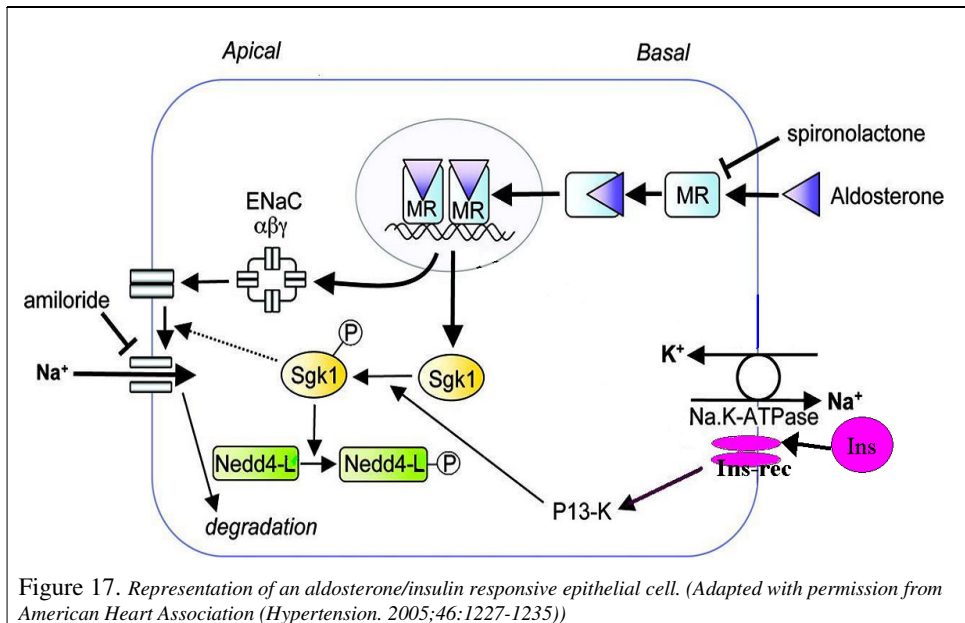 Apical
Basal
spironolactone
ENaC
αβγ
MR
MR
MR
Aldosterone
amiloride
P
K+
Na+
Sgk1
Sgk1
Na+
Na.K-ATPase
Ins
Nedd4-L
Nedd4-L
P
Ins-rec
P13-K
degradation
Figure 17. Representation of an aldosterone/insulin responsive epithelial cell. (Adapted with permission from
American Heart Association (Hypertension. 2005;46:1227-1235))